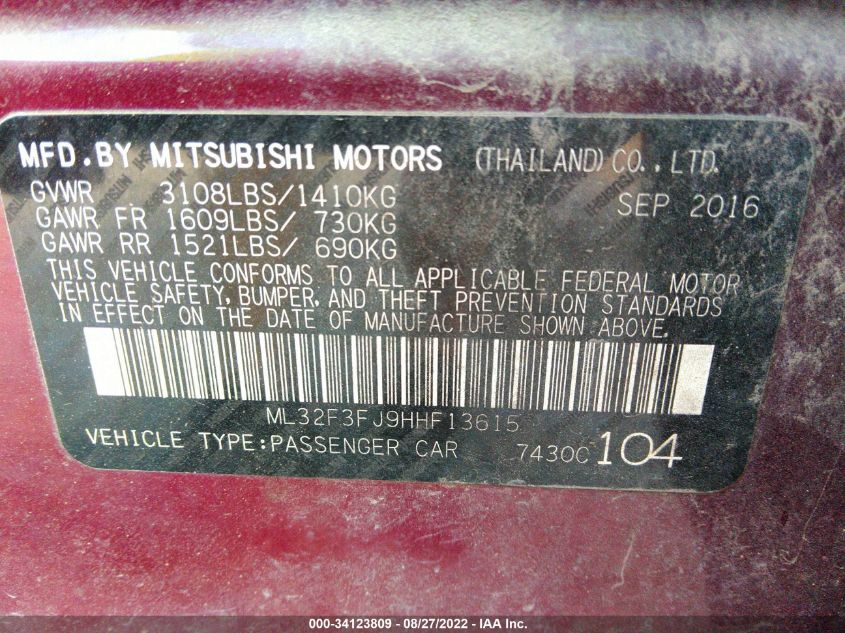 MFD.BY MITSUBISHI MOTORS (THAILAND) CO., LTD.
GVWR 3108LBS/1410KG SEP 2016
GAWR FR 1609LBS/ 730KG
GAWR RR 1521LBS/ 690KG
THIS VEHICLE CONFORMS TO ALL APPLICABLE FEDERAL MOTOR
VEHICLE SAFETY, BUMPER, AND THEFT PREVENTION STANDARDS
IN EFFECT ON THE DATE OF MANUFACTURE SHOWN ABOVE.
ML32F3FJ9HHF13615
VEHICLE TYPE:PASSENGER CAR 7430C 104
000-34123809 - 08/27/2022 - IAA Inc.